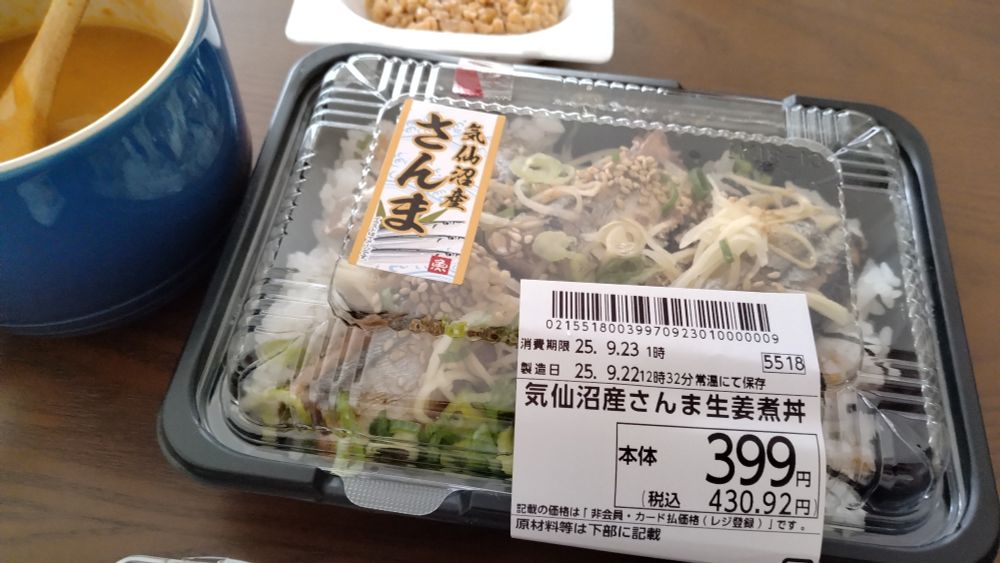 気仙沼産
さんま
魚
0215518003997092301000009
消費期限 25. 9.23 1時
5518
製造日 25. 9.22 12時32分 常温にて保存
気仙沼産さんま生姜煮丼
本体 399円
(税込 430.92円)
記載の価格は「非会員・カード払価格(レジ登録)」です。
原材料等は下部に記載